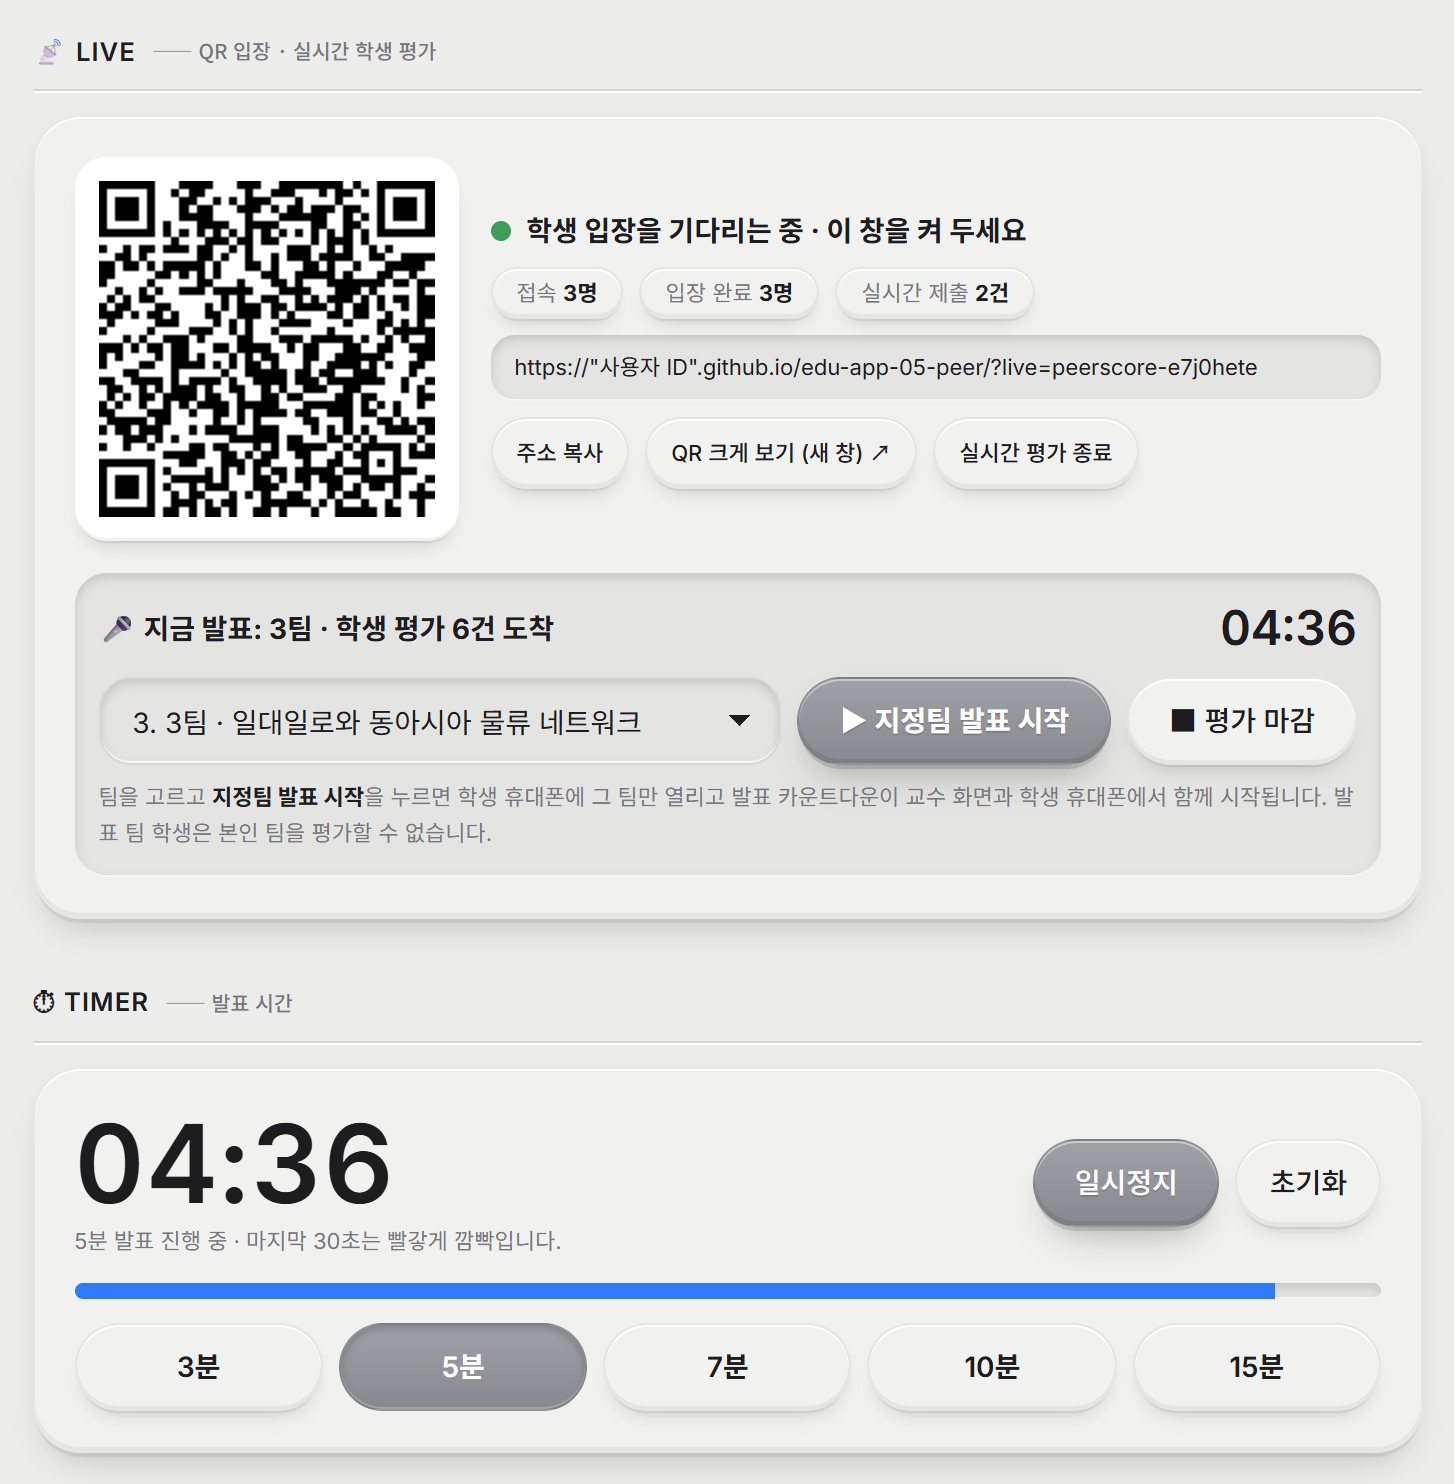 LIVE — QR 입장 · 실시간 학생 평가
학생 입장을 기다리는 중 · 이 창을 켜 두세요
접속 3명 입장 완료 3명 실시간 제출 2건
https://"사용자 ID".github.io/edu-app-05-peer/?live=peerscore-e7j0hete
주소 복사 QR 크게 보기 (새 창) ↗ 실시간 평가 종료
지금 발표: 3팀 · 학생 평가 6건 도착 04:36
3. 3팀 · 일대일로와 동아시아 물류 네트워크 ▶ 지정팀 발표 시작 ■ 평가 마감
팀을 고르고 지정팀 발표 시작을 누르면 학생 휴대폰에 그 팀만 열리고 발표 카운트다운이 교수 화면과 학생 휴대폰에서 함께 시작됩니다. 발
표 팀 학생은 본인 팀을 평가할 수 없습니다.
TIMER — 발표 시간
04:36
일시정지 초기화
5분 발표 진행 중 · 마지막 30초는 빨갛게 깜빡입니다.
3분 5분 7분 10분 15분